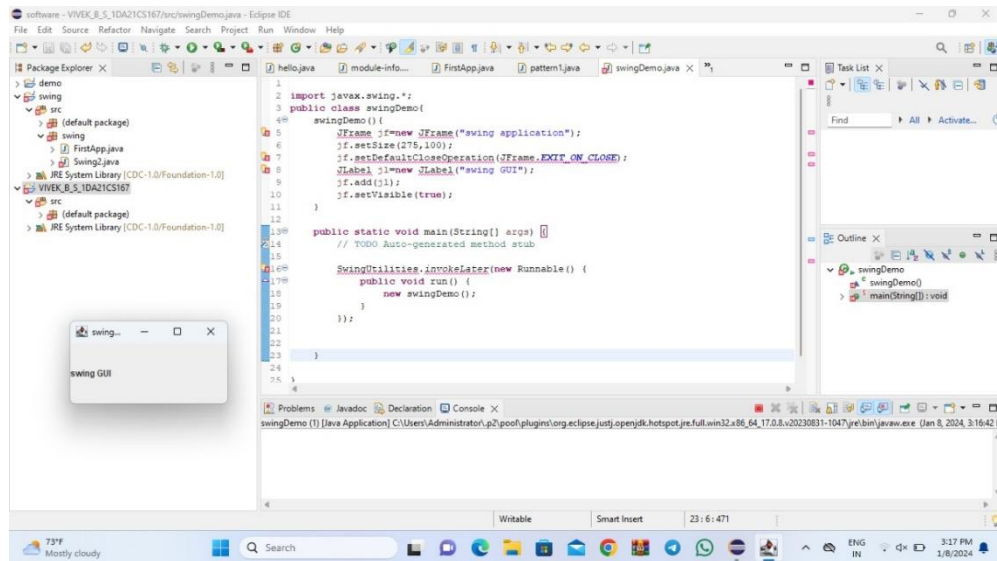 software - VIVEK_B_S_1DA21CS167/src/swingDemo.java - Eclipse IDE
File Edit Source Refactor Navigate Search Project Run Window Help
Package Explorer
demo
swing
src
(default package)
swing
FirstApp.java
Swing2.java
JRE System Library [CDC-1.0/Foundation-1.0]
VIVEK_B_S_1DA21CS167
src
(default package)
JRE System Library [CDC-1.0/Foundation-1.0]
swing...
swing GUI
hello.java module-info.... FirstApp.java pattern1.java swingDemo.java
1
2 import javax.swing.*;
3 public class swingDemo{
4 swingDemo(){
5 JFrame jf=new JFrame("swing application");
6 jf.setSize(275,100);
7 jf.setDefaultCloseOperation(JFrame.EXIT_ON_CLOSE);
8 JLabel jl=new JLabel("swing GUI");
9 jf.add(jl);
10 jf.setVisible(true);
11 }
12
13 public static void main(String[] args) {
14 // TODO Auto-generated method stub
15
16 SwingUtilities.invokeLater(new Runnable() {
17 public void run() {
18 new swingDemo();
19 }
20 });
21
22
23 }
24
25 }
Task List
Find All Activate...
Outline
swingDemo
swingDemo()
main(String[]) : void
Problems Javadoc Declaration Console
swingDemo (1) [Java Application] C:\Users\Administrator\.p2\pool\plugins\org.eclipse.justj.openjdk.hotspot.jre.full.win32.x86_64_17.0.8.v20230831-1047\jre\bin\javaw.exe (Jan 8, 2024, 3:16:42
Writable Smart Insert 23 : 6 : 471
73°F
Mostly cloudy
Search
ENG
IN
3:17 PM
1/8/2024